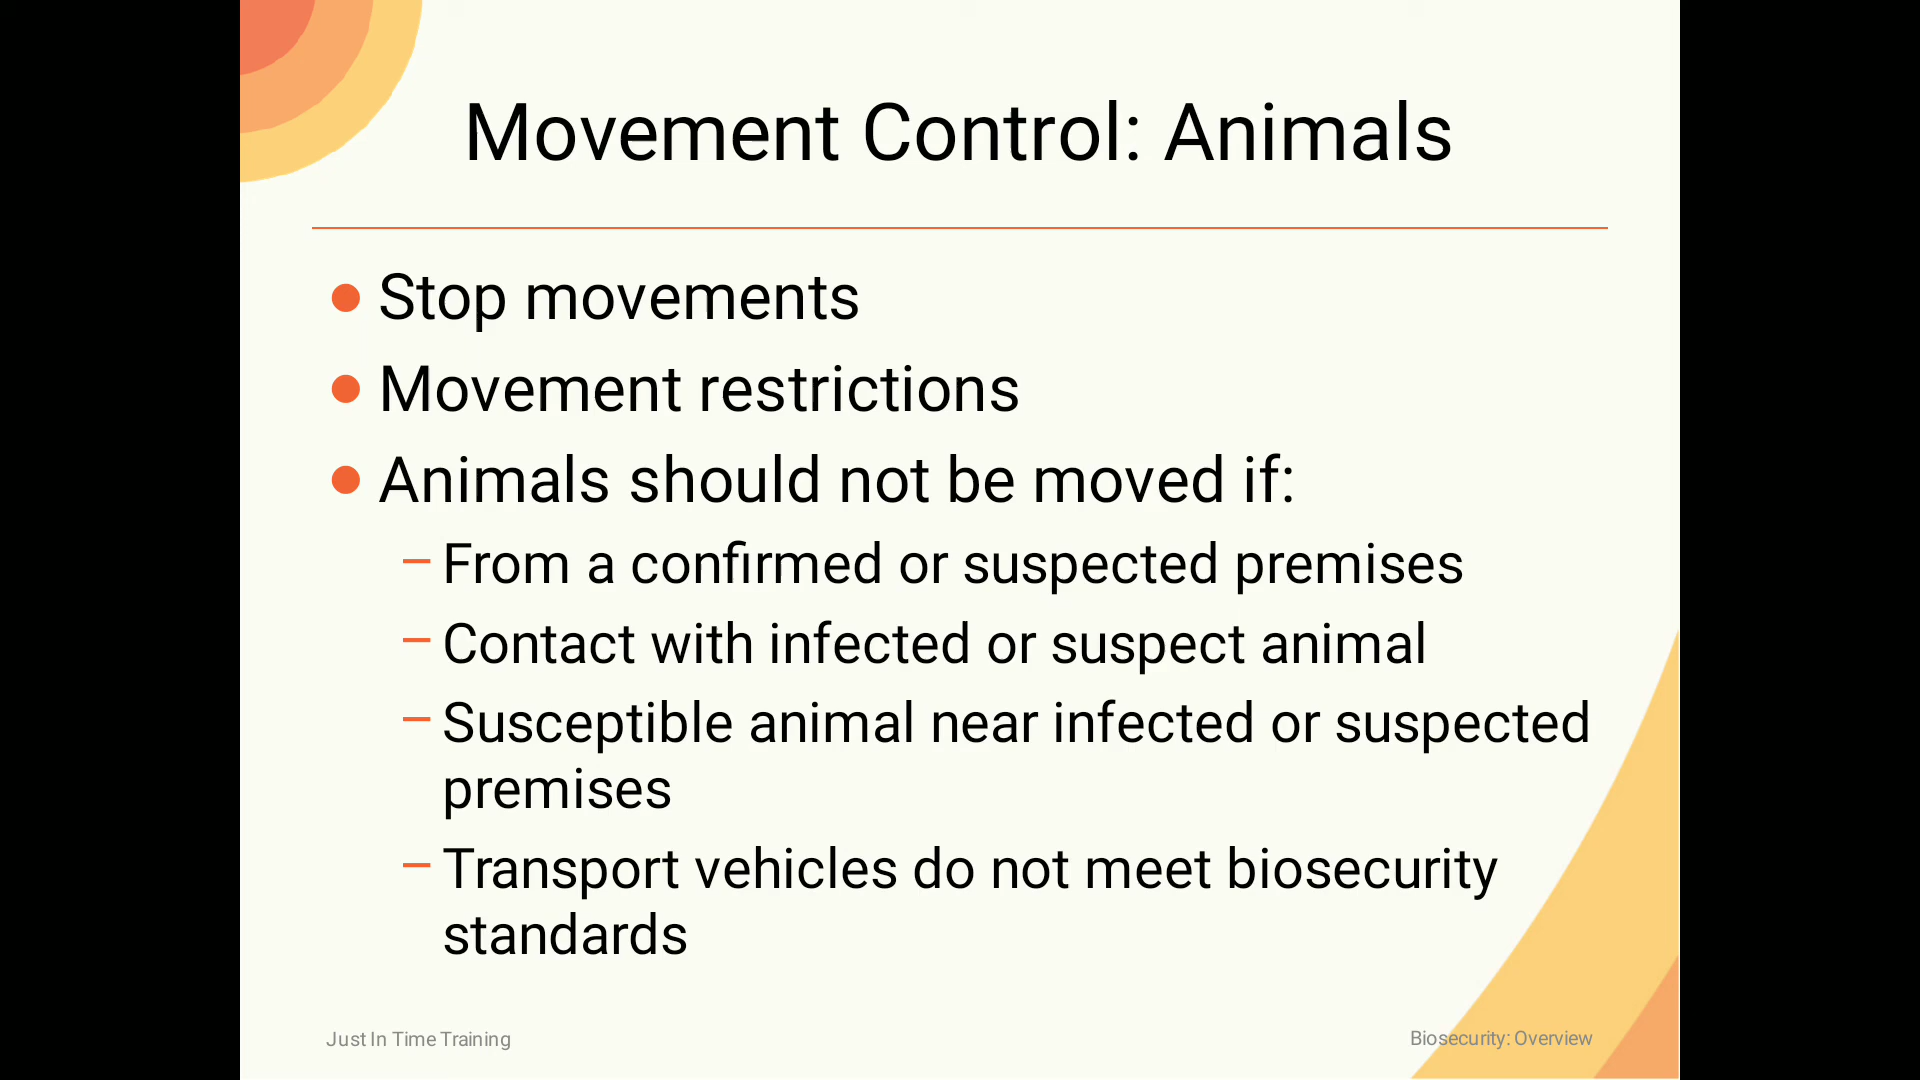 Movement Control: Animals
● Stop movements
● Movement restrictions
● Animals should not be moved if:
– From a confirmed or suspected premises
– Contact with infected or suspect animal
– Susceptible animal near infected or suspected
premises
– Transport vehicles do not meet biosecurity
standards
Just In Time Training
Biosecurity: Overview